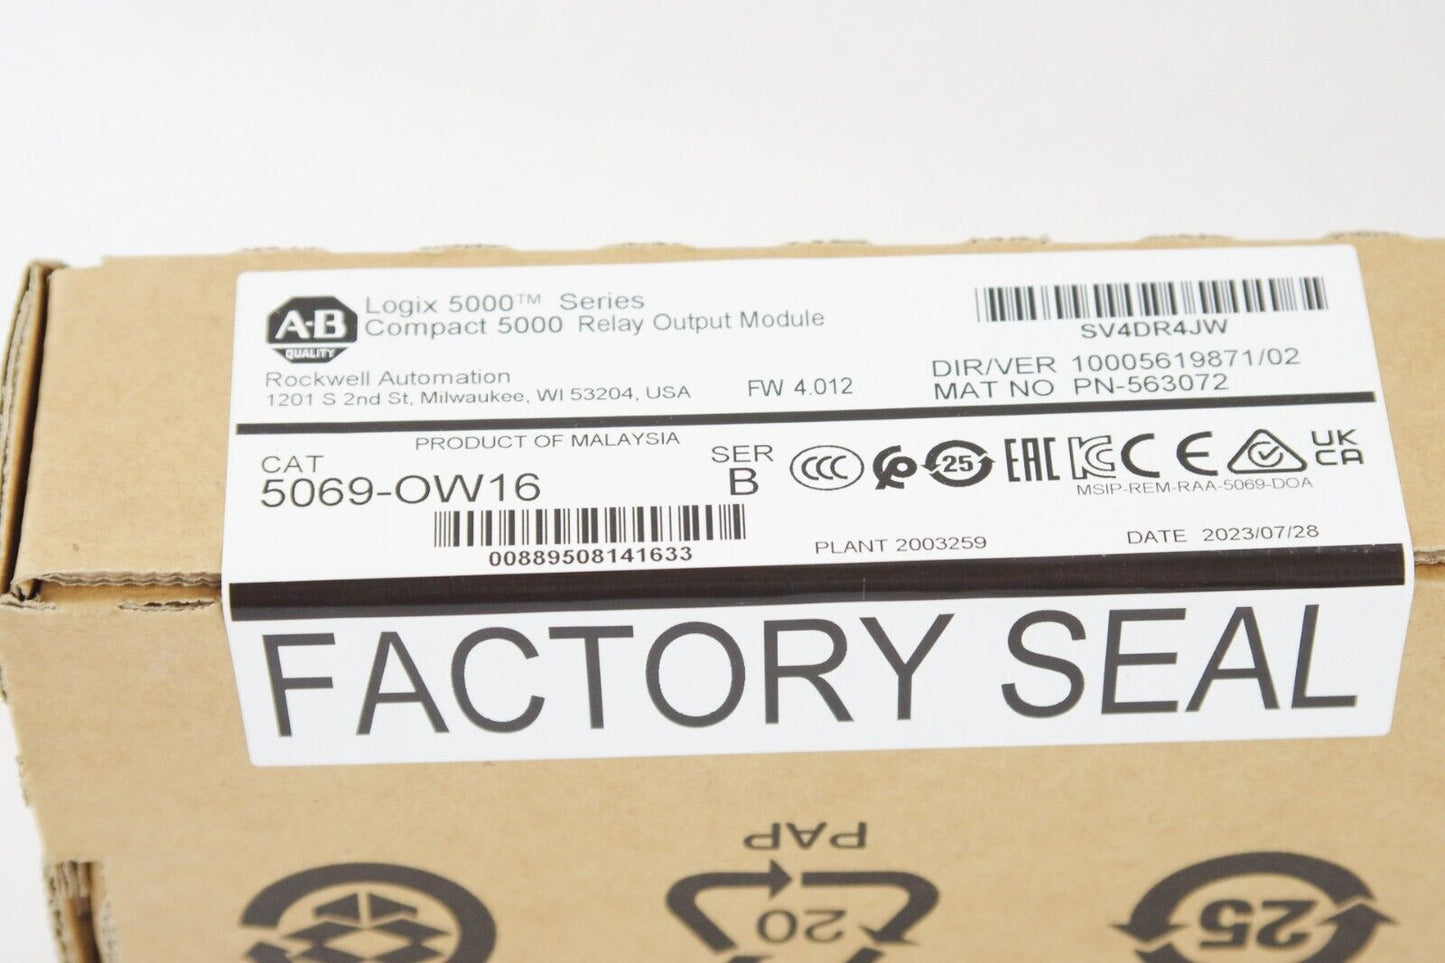 A-B
QUALITY
Logix 5000™ Series
Compact 5000 Relay Output Module
Rockwell Automation
1201 S 2nd St, Milwaukee, WI 53204, USA
FW 4.012
SV4DR4JW
DIR/VER 10005619871/02
MAT NO PN-563072
PRODUCT OF MALAYSIA
CAT
5069-OW16
SER
B
00889508141633
CCC
25
EAC
KC
CE
UK
CA
MSIP-REM-RAA-5069-DOA
PLANT 2003259
DATE 2023/07/28
FACTORY SEAL
PAP
20
25